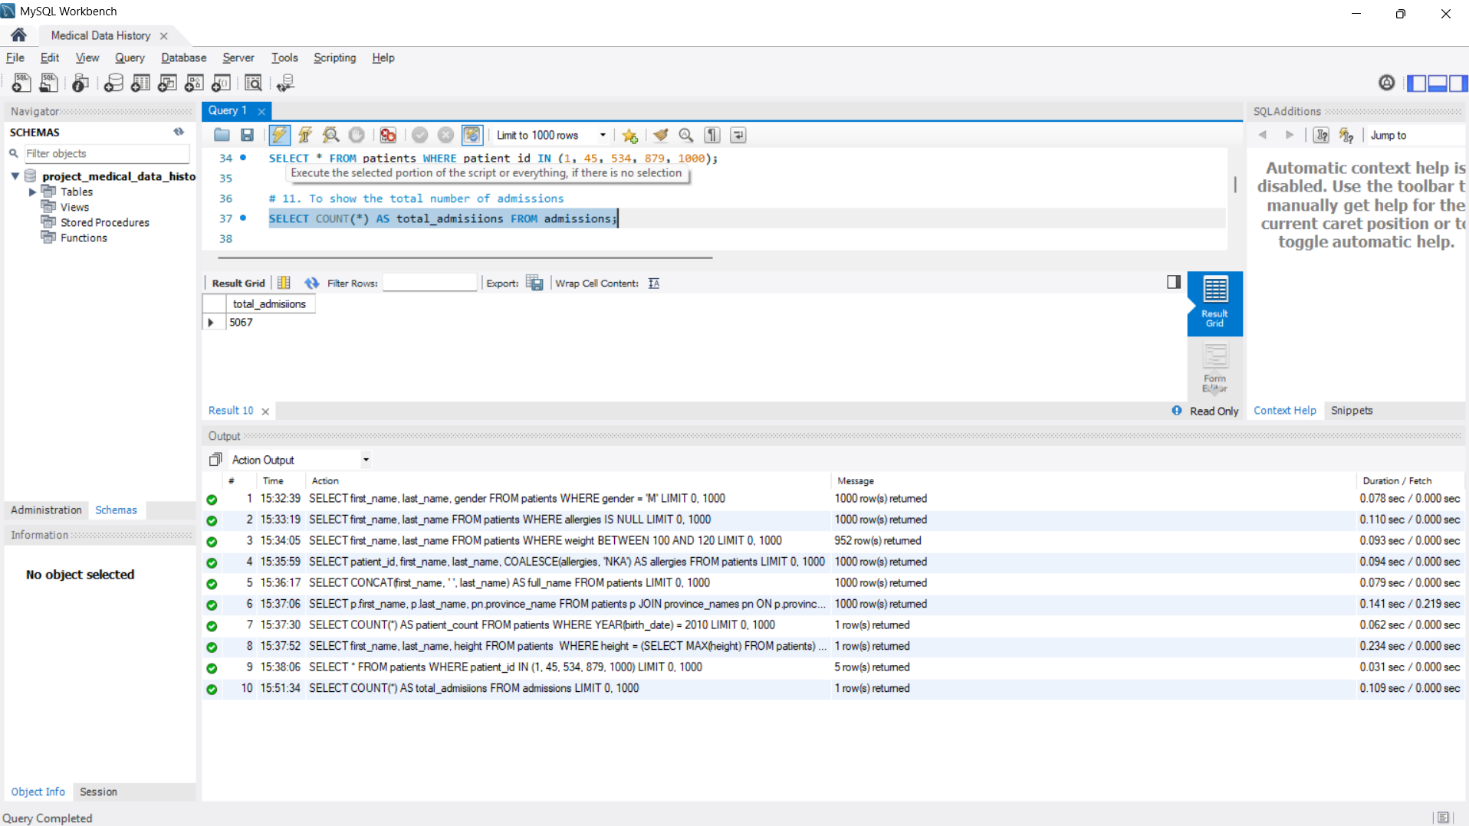 MySQL Workbench
Medical Data History
File Edit View Query Database Server Tools Scripting Help
Navigator
SCHEMAS
Filter objects
project_medical_data_histo
Tables
Views
Stored Procedures
Functions
Administration Schemas
Information
No object selected
Object Info Session
Query Completed
Query 1
Limit to 1000 rows
34 SELECT * FROM patients WHERE patient_id IN (1, 45, 534, 879, 1000);
Execute the selected portion of the script or everything, if there is no selection
35
36 # 11. To show the total number of admissions
37 SELECT COUNT(*) AS total_admisiions FROM admissions;
38
Result Grid Filter Rows: Export: Wrap Cell Content:
total_admisiions
5067
Result Grid
Form Editor
Result 10
Read Only
SQLAdditions
Jump to
Automatic context help is
disabled. Use the toolbar t
manually get help for the
current caret position or to
toggle automatic help.
Context Help Snippets
Output
Action Output
# Time Action Message Duration / Fetch
1 15:32:39 SELECT first_name, last_name, gender FROM patients WHERE gender = 'M' LIMIT 0, 1000 1000 row(s) returned 0.078 sec / 0.000 sec
2 15:33:19 SELECT first_name, last_name FROM patients WHERE allergies IS NULL LIMIT 0, 1000 1000 row(s) returned 0.110 sec / 0.000 sec
3 15:34:05 SELECT first_name, last_name FROM patients WHERE weight BETWEEN 100 AND 120 LIMIT 0, 1000 952 row(s) returned 0.093 sec / 0.000 sec
4 15:35:59 SELECT patient_id, first_name, last_name, COALESCE(allergies, 'NKA') AS allergies FROM patients LIMIT 0, 1000 1000 row(s) returned 0.094 sec / 0.000 sec
5 15:36:17 SELECT CONCAT(first_name, ' ', last_name) AS full_name FROM patients LIMIT 0, 1000 1000 row(s) returned 0.079 sec / 0.000 sec
6 15:37:06 SELECT p.first_name, p.last_name, pn.province_name FROM patients p JOIN province_names pn ON p.provinc... 1000 row(s) returned 0.141 sec / 0.219 sec
7 15:37:30 SELECT COUNT(*) AS patient_count FROM patients WHERE YEAR(birth_date) = 2010 LIMIT 0, 1000 1 row(s) returned 0.062 sec / 0.000 sec
8 15:37:52 SELECT first_name, last_name, height FROM patients WHERE height = (SELECT MAX(height) FROM patients) ... 1 row(s) returned 0.234 sec / 0.000 sec
9 15:38:06 SELECT * FROM patients WHERE patient_id IN (1, 45, 534, 879, 1000) LIMIT 0, 1000 5 row(s) returned 0.031 sec / 0.000 sec
10 15:51:34 SELECT COUNT(*) AS total_admisiions FROM admissions LIMIT 0, 1000 1 row(s) returned 0.109 sec / 0.000 sec